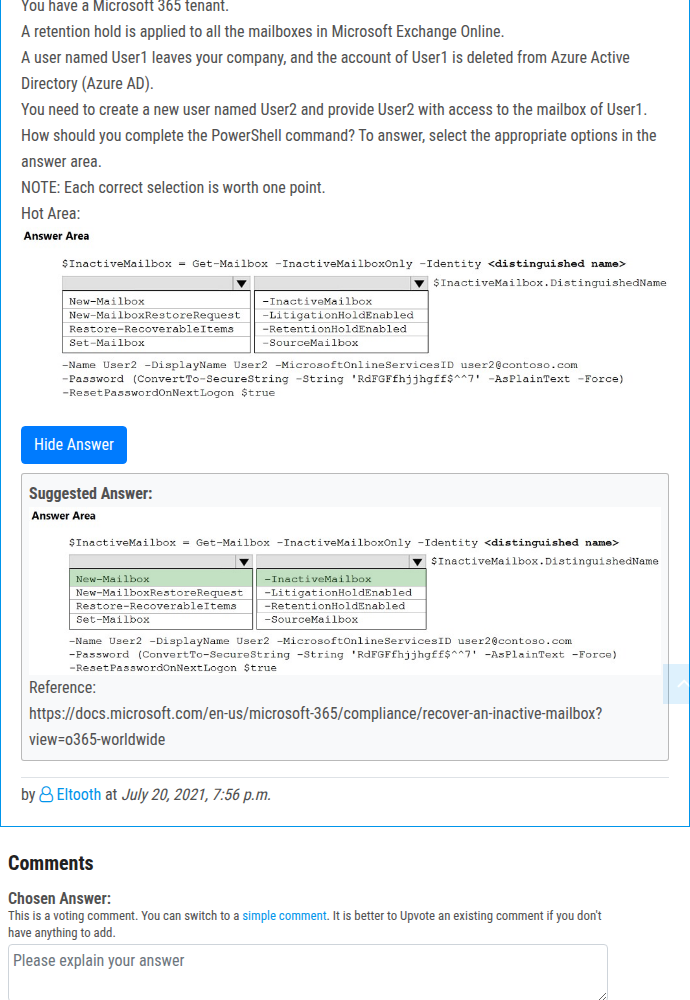 You have a Microsoft 365 tenant.
A retention hold is applied to all the mailboxes in Microsoft Exchange Online.
A user named User1 leaves your company, and the account of User1 is deleted from Azure Active
Directory (Azure AD).
You need to create a new user named User2 and provide User2 with access to the mailbox of User1.
How should you complete the PowerShell command? To answer, select the appropriate options in the
answer area.
NOTE: Each correct selection is worth one point.
Hot Area:
Answer Area
$InactiveMailbox = Get-Mailbox -InactiveMailboxOnly -Identity <distinguished name>
$InactiveMailbox.DistinguishedName
New-Mailbox -InactiveMailbox
New-MailboxRestoreRequest -LitigationHoldEnabled
Restore-RecoverableItems -RetentionHoldEnabled
Set-Mailbox -SourceMailbox
-Name User2 -DisplayName User2 -MicrosoftOnlineServicesID user2@contoso.com
-Password (ConvertTo-SecureString -String 'RdFGFfhjjhgff$^^7' -AsPlainText -Force)
-ResetPasswordOnNextLogon $true
Hide Answer
Suggested Answer:
Answer Area
$InactiveMailbox = Get-Mailbox -InactiveMailboxOnly -Identity <distinguished name>
$InactiveMailbox.DistinguishedName
New-Mailbox -InactiveMailbox
New-MailboxRestoreRequest -LitigationHoldEnabled
Restore-RecoverableItems -RetentionHoldEnabled
Set-Mailbox -SourceMailbox
-Name User2 -DisplayName User2 -MicrosoftOnlineServicesID user2@contoso.com
-Password (ConvertTo-SecureString -String 'RdFGFfhjjhgff$^^7' -AsPlainText -Force)
-ResetPasswordOnNextLogon $true
Reference:
https://docs.microsoft.com/en-us/microsoft-365/compliance/recover-an-inactive-mailbox?
view=o365-worldwide
by Eltooth at July 20, 2021, 7:56 p.m.
Comments
Chosen Answer:
This is a voting comment. You can switch to a simple comment. It is better to Upvote an existing comment if you don't
have anything to add.
Please explain your answer